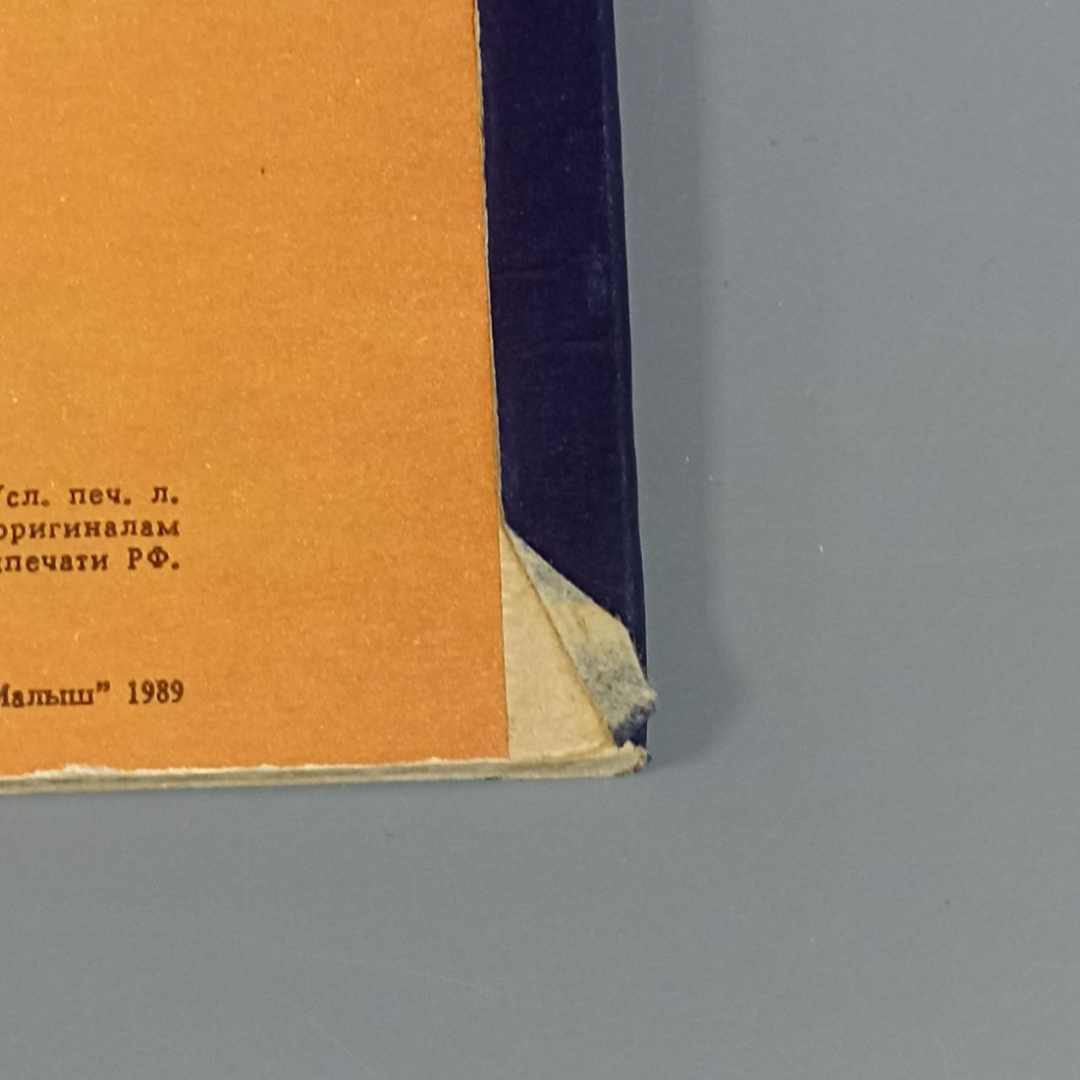 Усл. печ. л.
оригиналам
печати РФ.
Малыш” 1989